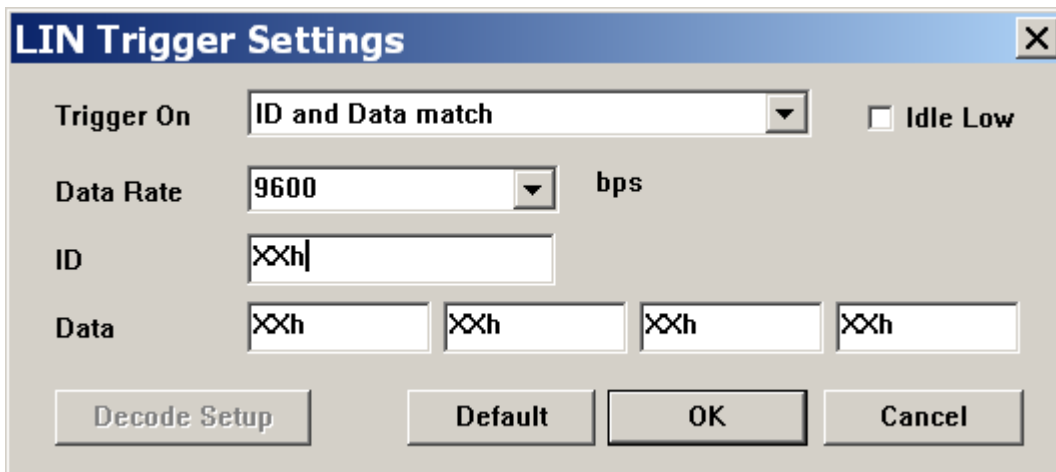 LIN Trigger Settings
Trigger On ID and Data match Idle Low
Data Rate 9600 bps
ID XXh
Data XXh XXh XXh XXh
Decode Setup Default OK Cancel